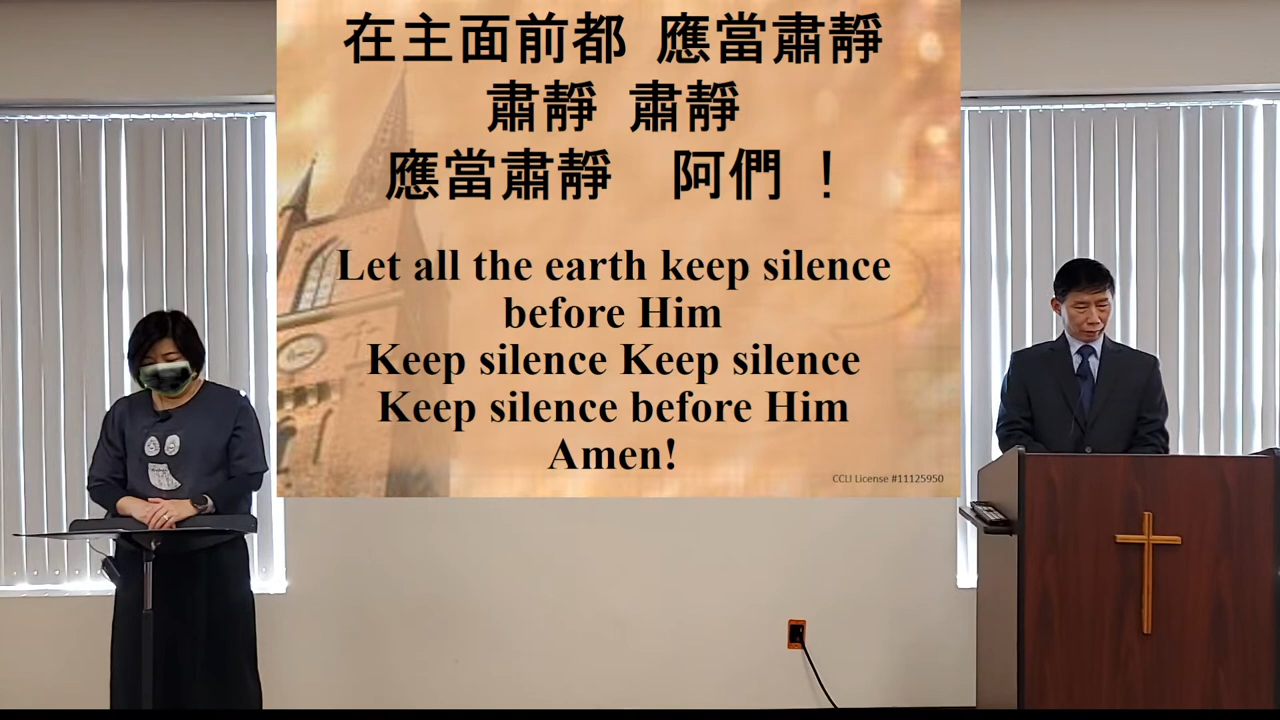 在主面前都 應當肅靜
肅靜 肅靜
應當肅靜 阿們 !
Let all the earth keep silence
before Him
Keep silence Keep silence
Keep silence before Him
Amen!
CCLI License #11125950